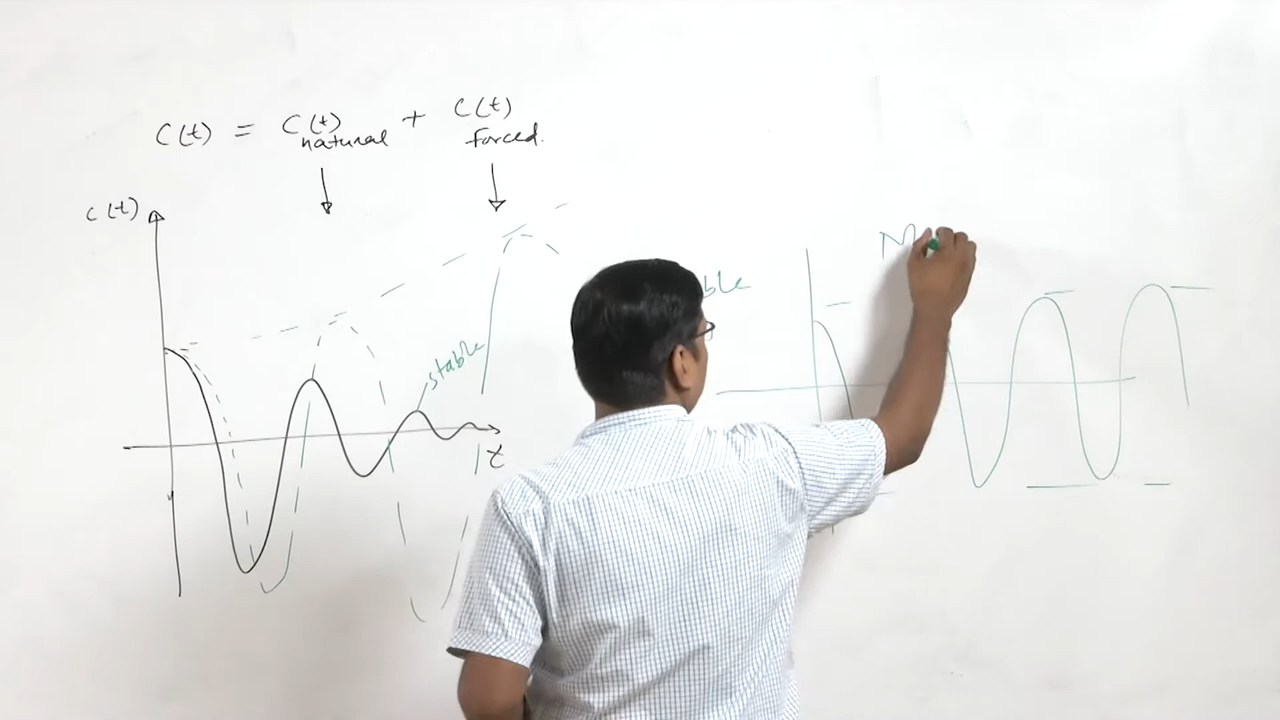 C(t) = C(t) natural + C(t) forced.
C(t)
stable
t
M